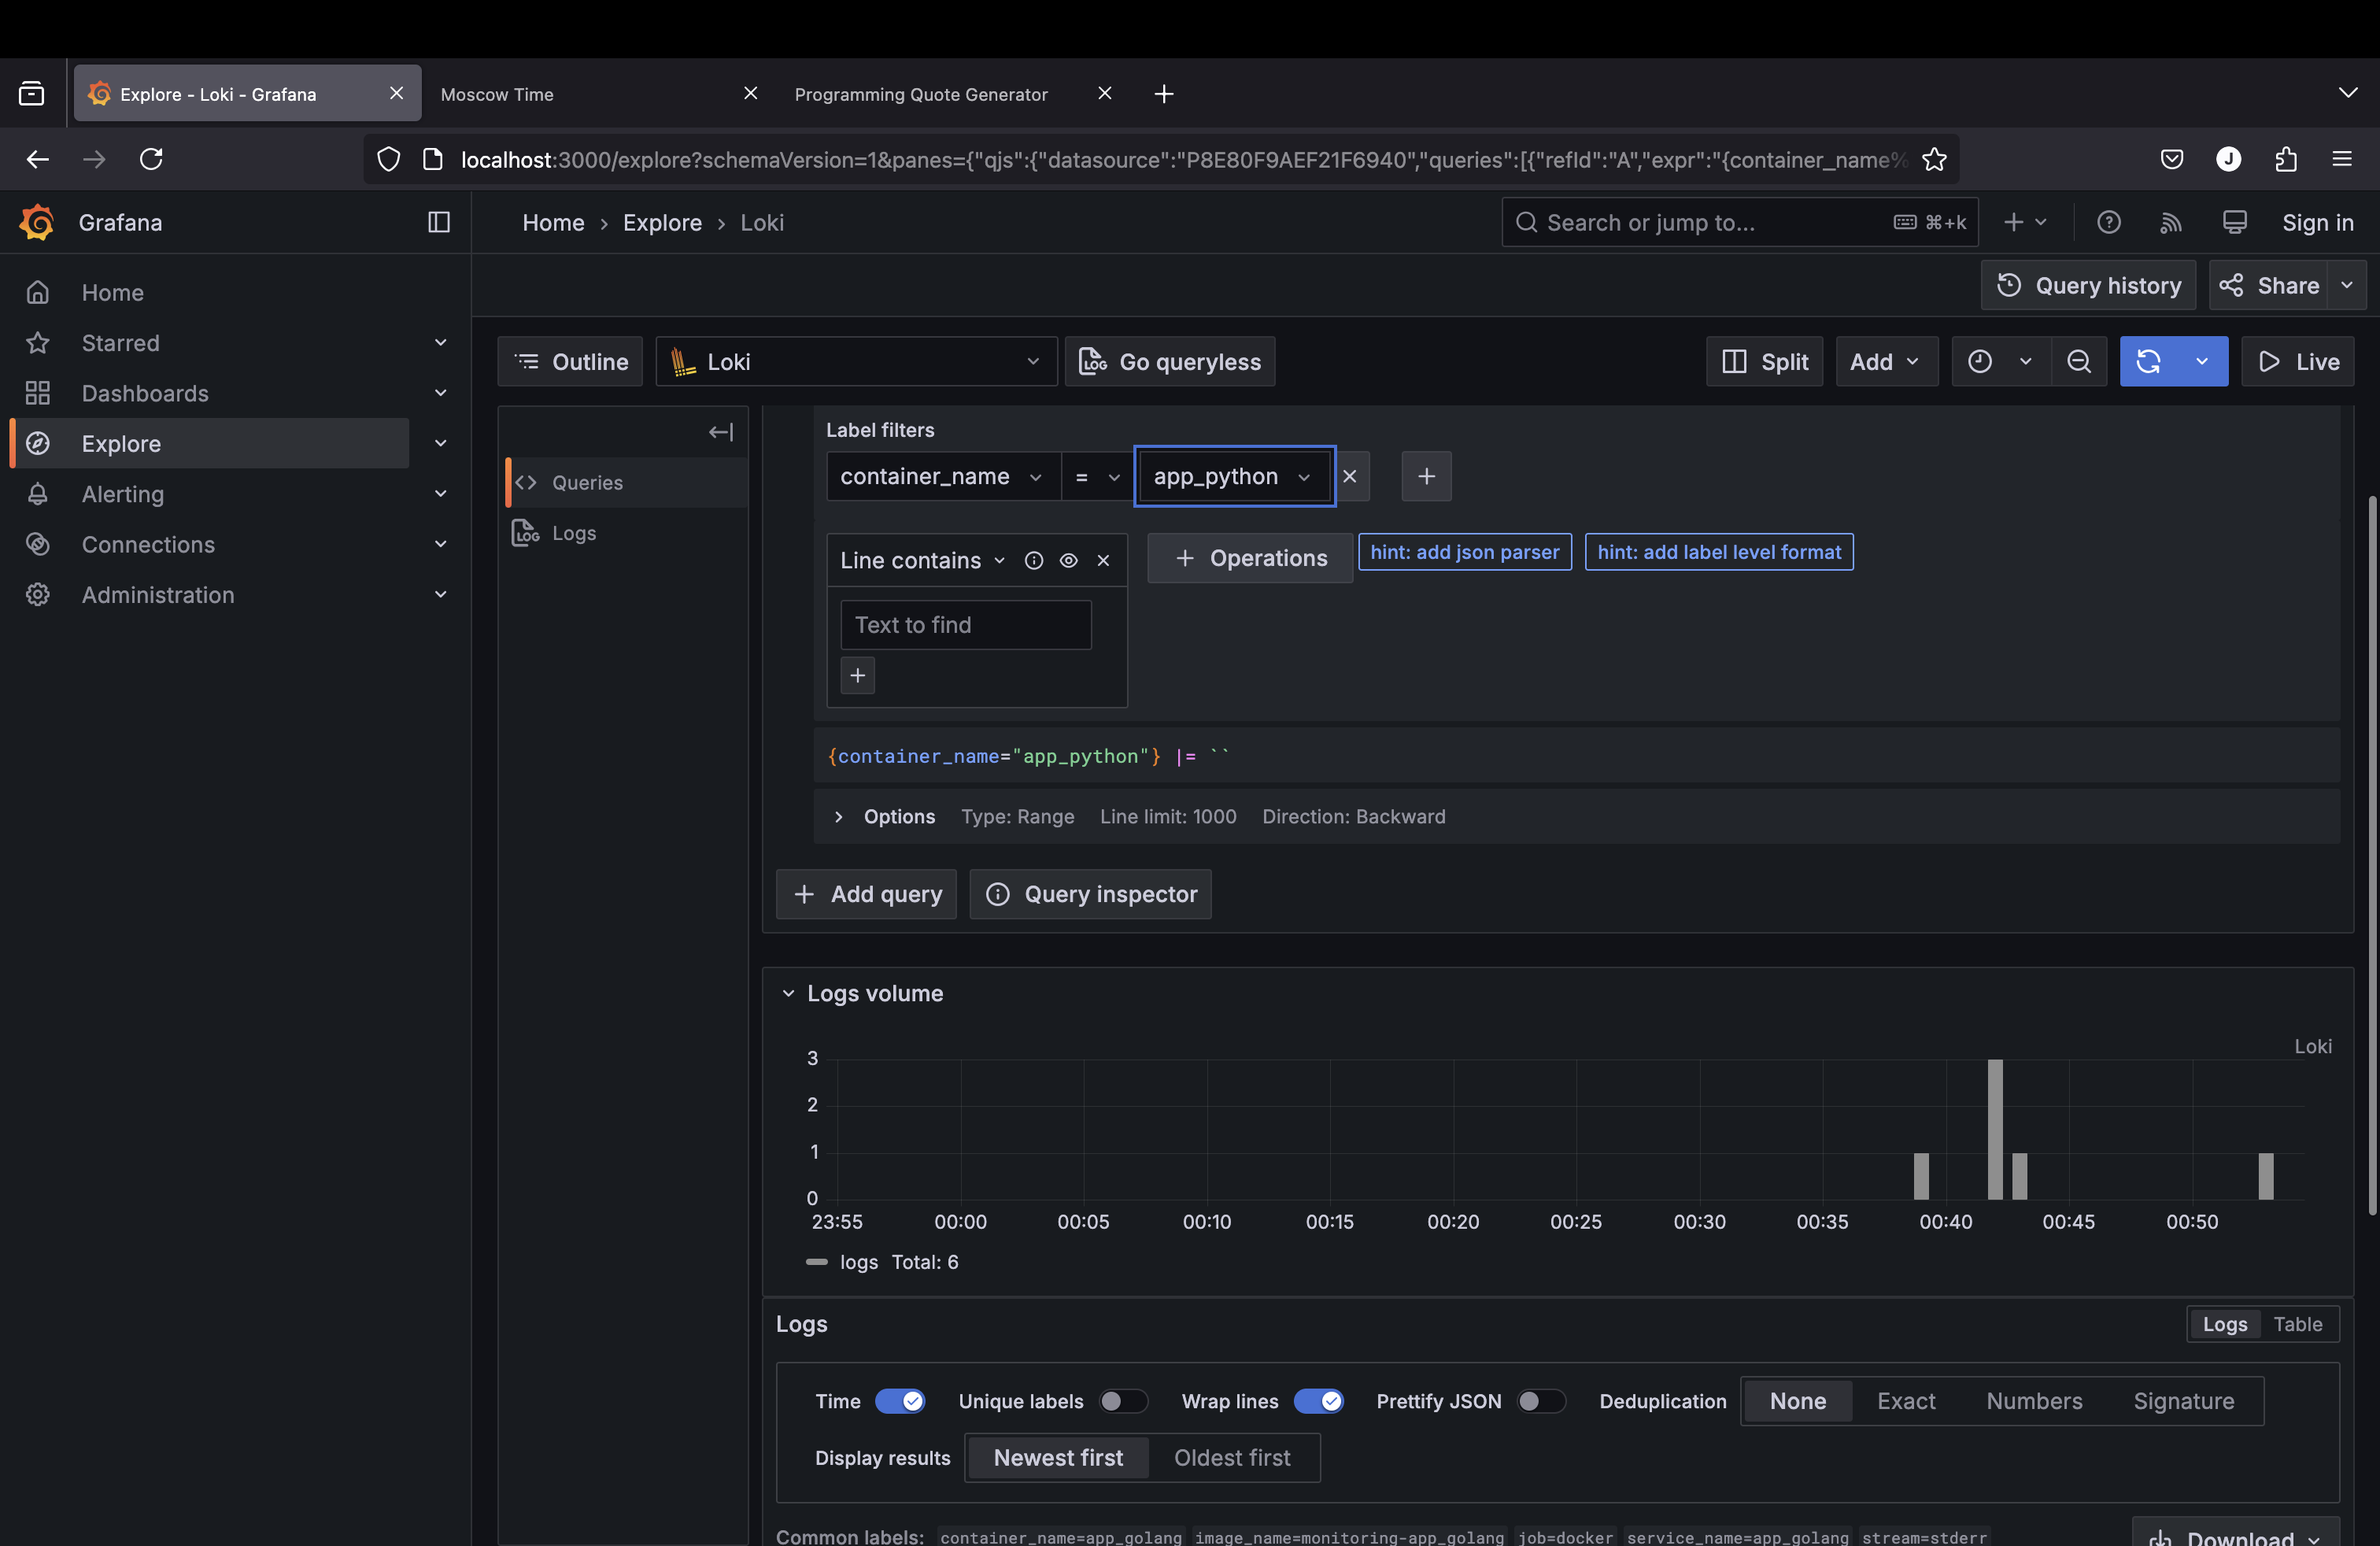 Explore - Loki - Grafana
Moscow Time
Programming Quote Generator
localhost:3000/explore?schemaVersion=1&panes={"qjs":{"datasource":"P8E80F9AEF21F6940","queries":[{"refId":"A","expr":"{container_name%
J
Grafana
Home > Explore > Loki
Search or jump to... ⌘+k
Sign in
Query history
Share
Home
Starred
Dashboards
Explore
Alerting
Connections
Administration
Outline
Loki
Go queryless
Split
Add
Live
Queries
Logs
Label filters
container_name = app_python
Line contains
Operations
hint: add json parser
hint: add label level format
Text to find
{container_name="app_python"} |= ``
Options Type: Range Line limit: 1000 Direction: Backward
Add query
Query inspector
Logs volume
Loki
3
2
1
0
23:55 00:00 00:05 00:10 00:15 00:20 00:25 00:30 00:35 00:40 00:45 00:50
logs Total: 6
Logs
Logs Table
Time Unique labels Wrap lines Prettify JSON Deduplication None Exact Numbers Signature
Display results Newest first Oldest first
Common labels: container_name=app_golang image_name=monitoring-app_golang job=docker service_name=app_golang stream=stderr
Download